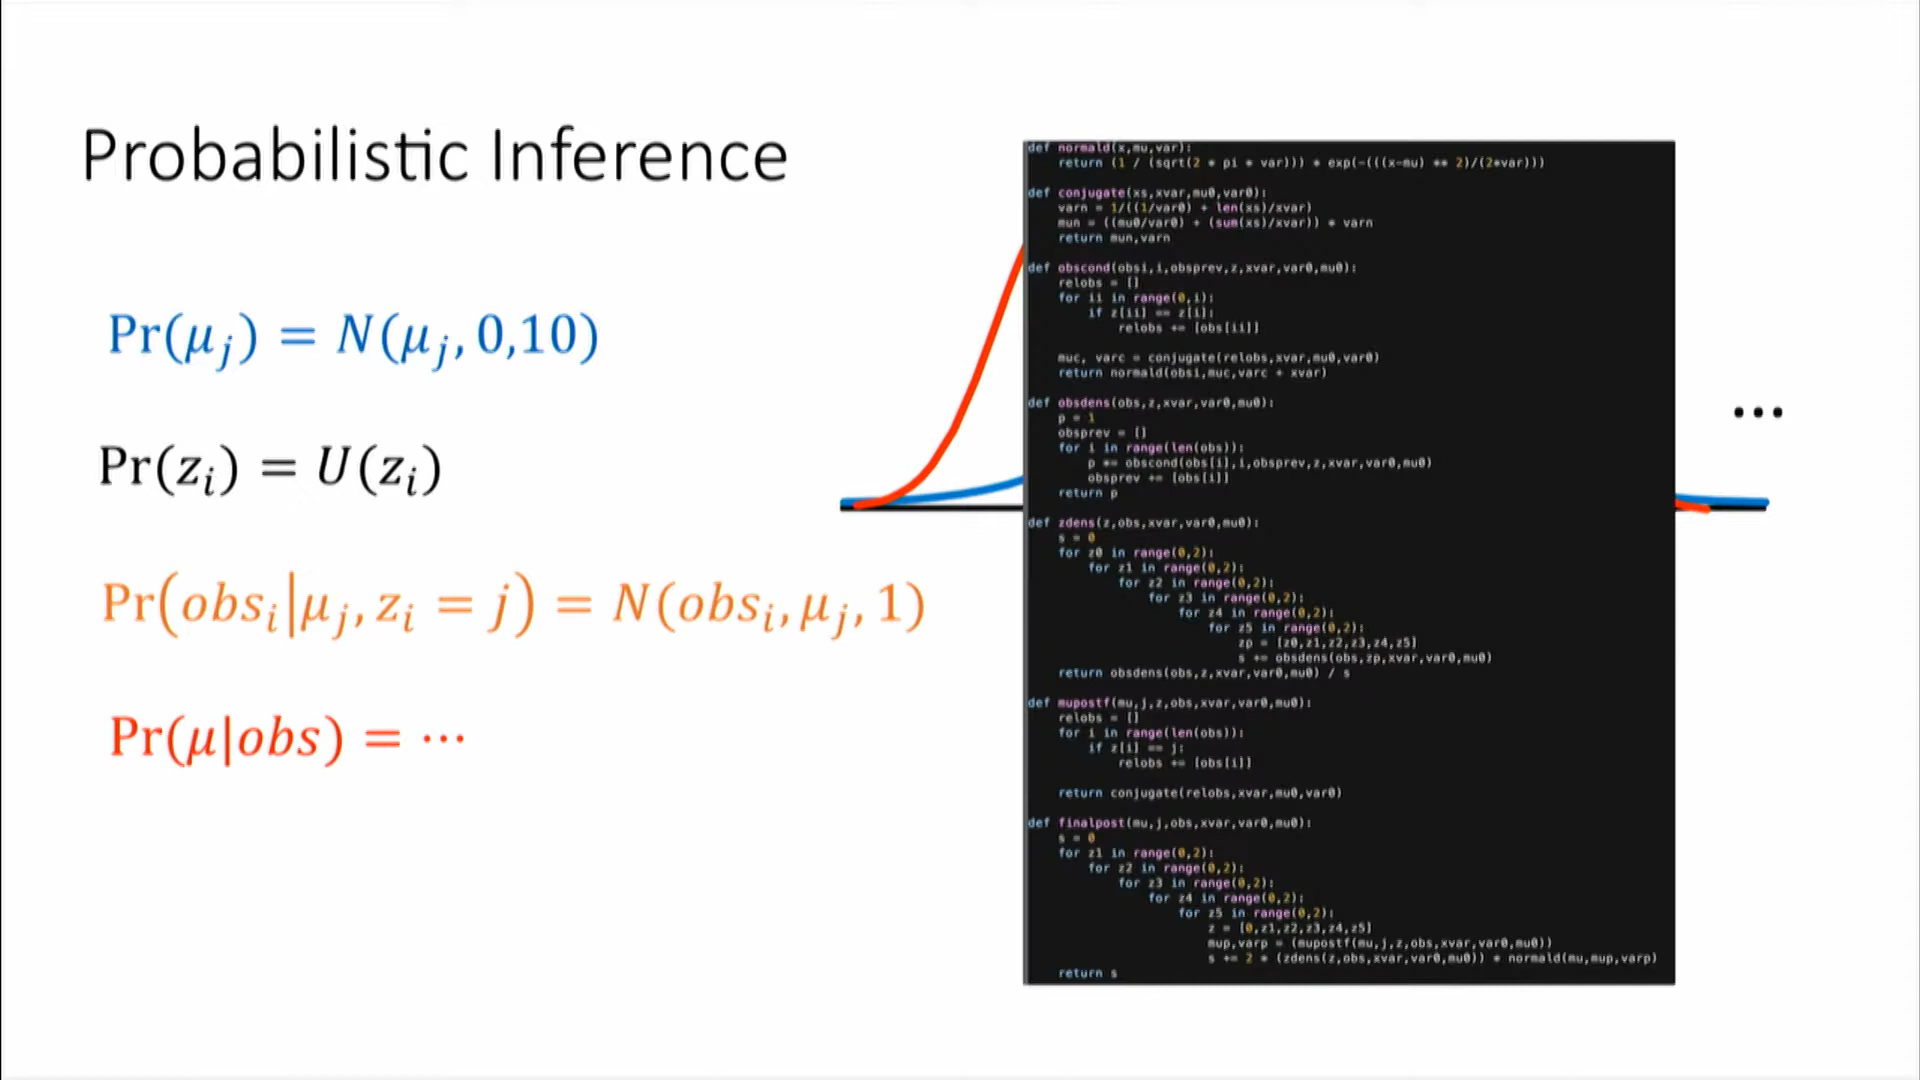 Probabilistic Inference
Pr(μ_j) = N(μ_j, 0,10)
Pr(z_i) = U(z_i)
Pr(obs_i|μ_j, z_i = j) = N(obs_i, μ_j, 1)
Pr(μ|obs) = ⋯
def normald(x,mu,var):
    return (1 / (sqrt(2 * pi * var))) * exp(-(((x-mu) ** 2)/(2*var)))
def conjugate(xs,xvar,mu0,var0):
    varn = 1/((1/var0) + len(xs)/xvar)
    mun = ((mu0/var0) + (sum(xs)/xvar)) * varn
    return mun,varn
def obscond(obsi,i,obsprev,z,xvar,var0,mu0):
    relobs = []
    for ii in range(0,i):
        if z[ii] == z[i]:
            relobs += [obs[ii]]
    muc, varc = conjugate(relobs,xvar,mu0,var0)
    return normald(obsi,muc,varc + xvar)
def obsdens(obs,z,xvar,var0,mu0):
    p = 1
    obsprev = []
    for i in range(len(obs)):
        p *= obscond(obs[i],i,obsprev,z,xvar,var0,mu0)
        obsprev += [obs[i]]
    return p
def zdens(z,obs,xvar,var0,mu0):
    s = 0
    for z0 in range(0,2):
        for z1 in range(0,2):
            for z2 in range(0,2):
                for z3 in range(0,2):
                    for z4 in range(0,2):
                        for z5 in range(0,2):
                            zp = [z0,z1,z2,z3,z4,z5]
                            s += obsdens(obs,zp,xvar,var0,mu0)
    return obsdens(obs,z,xvar,var0,mu0) / s
def mupostf(mu,j,z,obs,xvar,var0,mu0):
    relobs = []
    for i in range(len(obs)):
        if z[i] == j:
            relobs += [obs[i]]
    return conjugate(relobs,xvar,mu0,var0)
def finalpost(mu,j,obs,xvar,var0,mu0):
    s = 0
    for z1 in range(0,2):
        for z2 in range(0,2):
            for z3 in range(0,2):
                for z4 in range(0,2):
                    for z5 in range(0,2):
                        z = [0,z1,z2,z3,z4,z5]
                        mup,varp = (mupostf(mu,j,z,obs,xvar,var0,mu0))
                        s += 2 * (zdens(z,obs,xvar,var0,mu0)) * normald(mu,mup,varp)
    return s
...